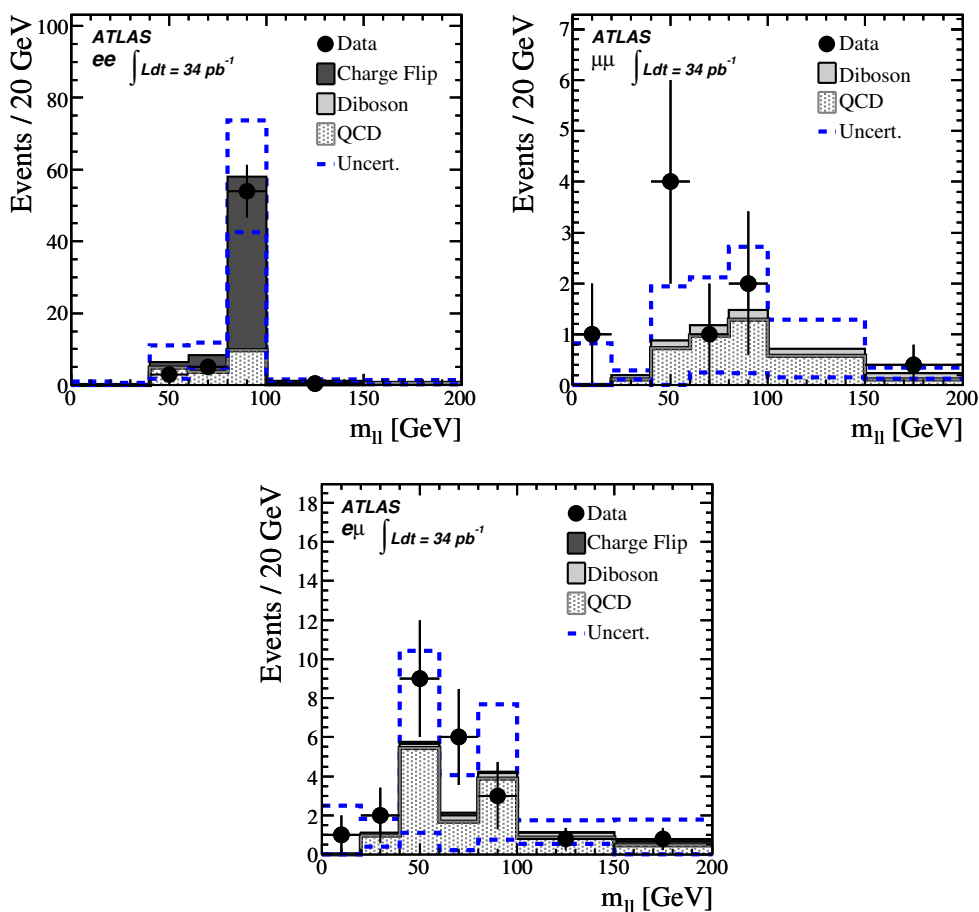 Events / 20 GeV
100
80
60
40
20
0
ATLAS
ee ∫ Ldt = 34 pb⁻¹
Data
Charge Flip
Diboson
QCD
Uncert.
0 50 100 150 200
m_ll [GeV]
Events / 20 GeV
7
6
5
4
3
2
1
0
ATLAS
μμ ∫ Ldt = 34 pb⁻¹
Data
Diboson
QCD
Uncert.
0 50 100 150 200
m_ll [GeV]
Events / 20 GeV
18
16
14
12
10
8
6
4
2
0
ATLAS
eμ ∫ Ldt = 34 pb⁻¹
Data
Charge Flip
Diboson
QCD
Uncert.
0 50 100 150 200
m_ll [GeV]